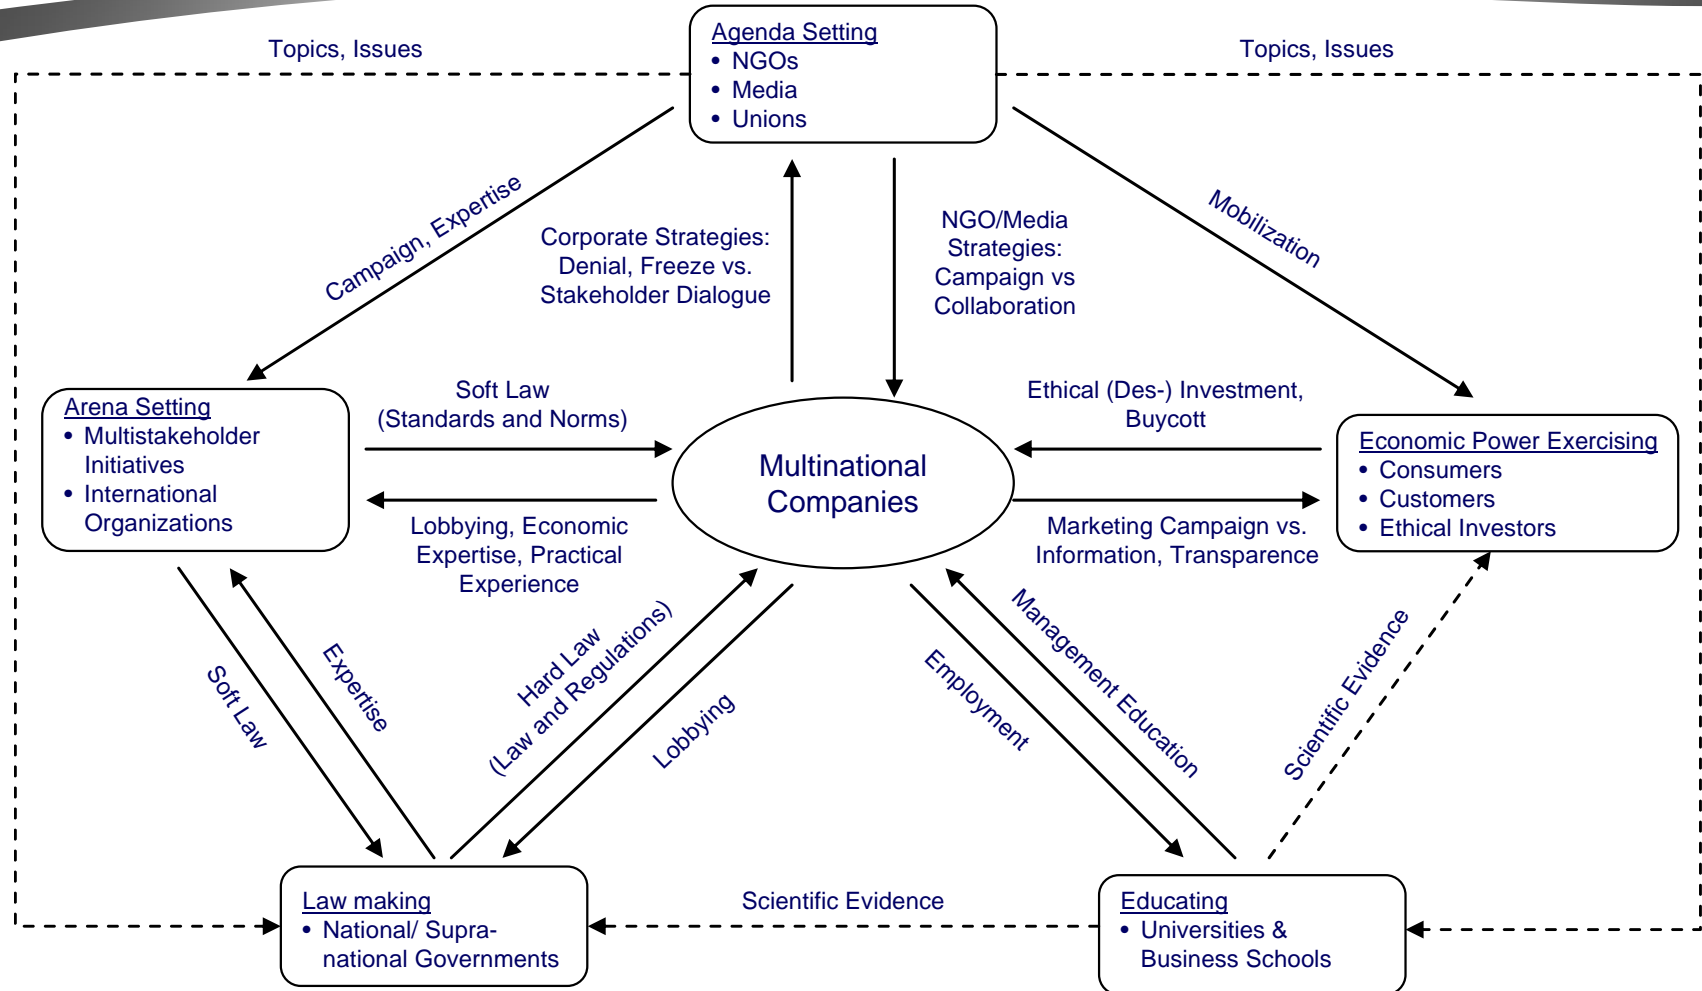 Topics, Issues
Agenda Setting
• NGOs
• Media
• Unions
Topics, Issues
Campaign, Expertise
Corporate Strategies:
Denial, Freeze vs.
Stakeholder Dialogue
NGO/Media
Strategies:
Campaign vs
Collaboration
Mobilization
Arena Setting
• Multistakeholder
Initiatives
• International
Organizations
Soft Law
(Standards and Norms)
Lobbying, Economic
Expertise, Practical
Experience
Multinational
Companies
Ethical (Des-) Investment,
Buycott
Marketing Campaign vs.
Information, Transparence
Economic Power Exercising
• Consumers
• Customers
• Ethical Investors
Soft Law
Expertise
Hard Law
(Law and Regulations)
Lobbying
Employment
Management Education
Scientific Evidence
Law making
• National/ Supra-
national Governments
Scientific Evidence
Educating
• Universities &
Business Schools